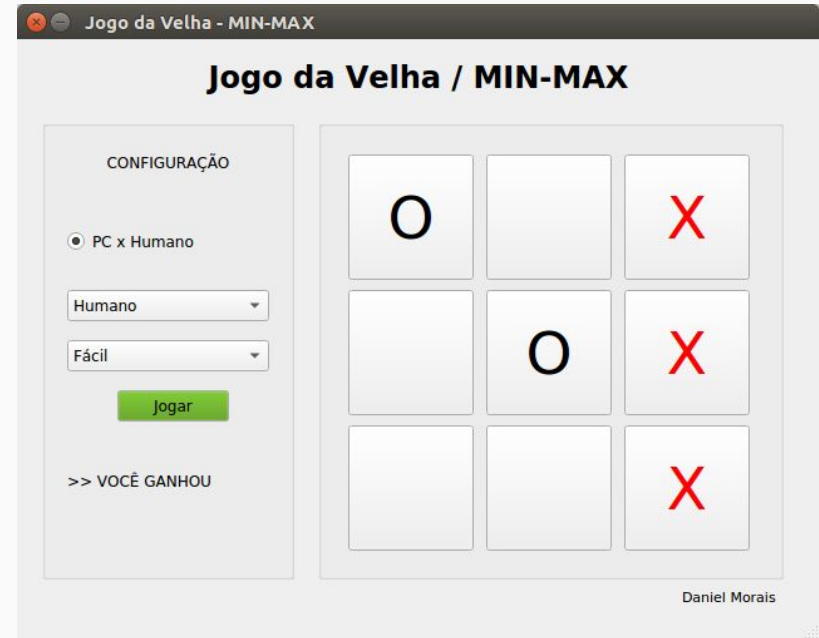 Jogo da Velha - MIN-MAX
Jogo da Velha / MIN-MAX
CONFIGURAÇÃO
PC x Humano
Humano
Fácil
Jogar
>> VOCÊ GANHOU
O X
O X
X
Daniel Morais